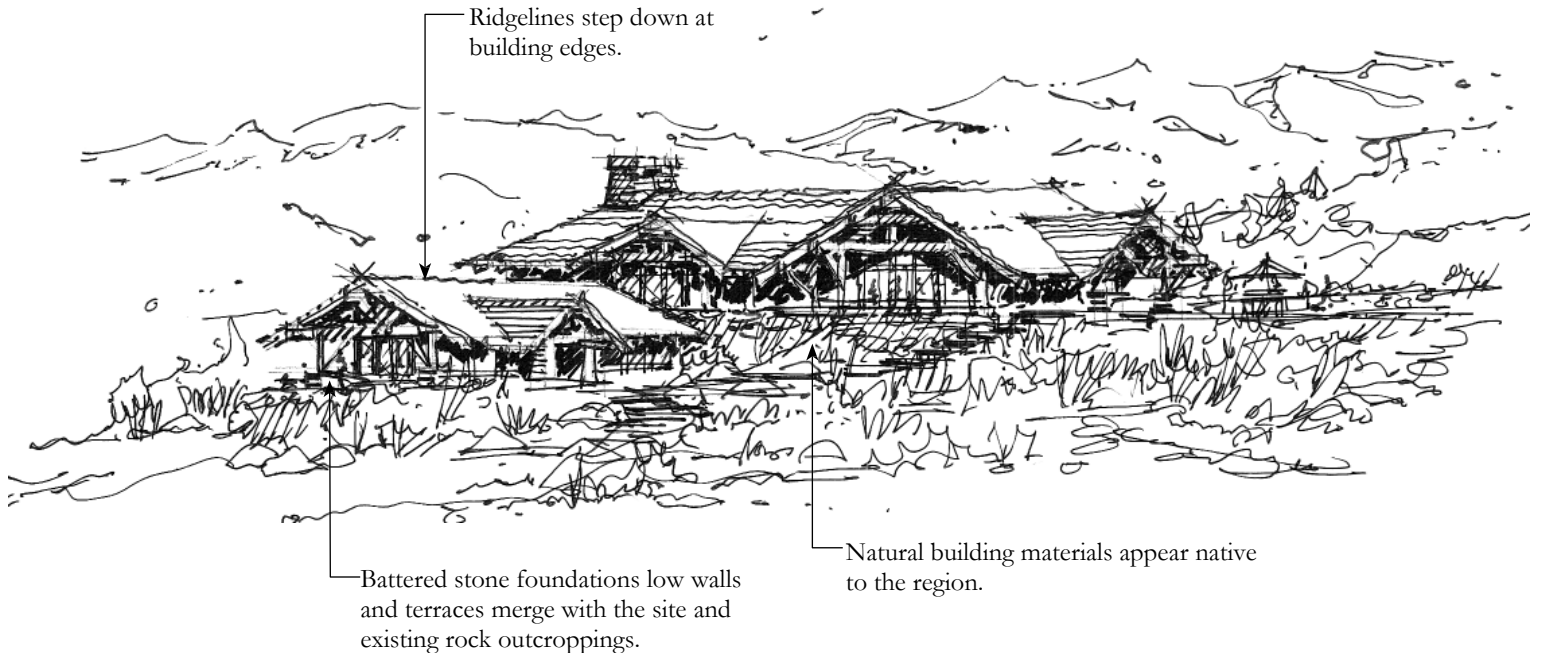 Ridgelines step down at
building edges.
Natural building materials appear native
to the region.
Battered stone foundations low walls
and terraces merge with the site and
existing rock outcroppings.